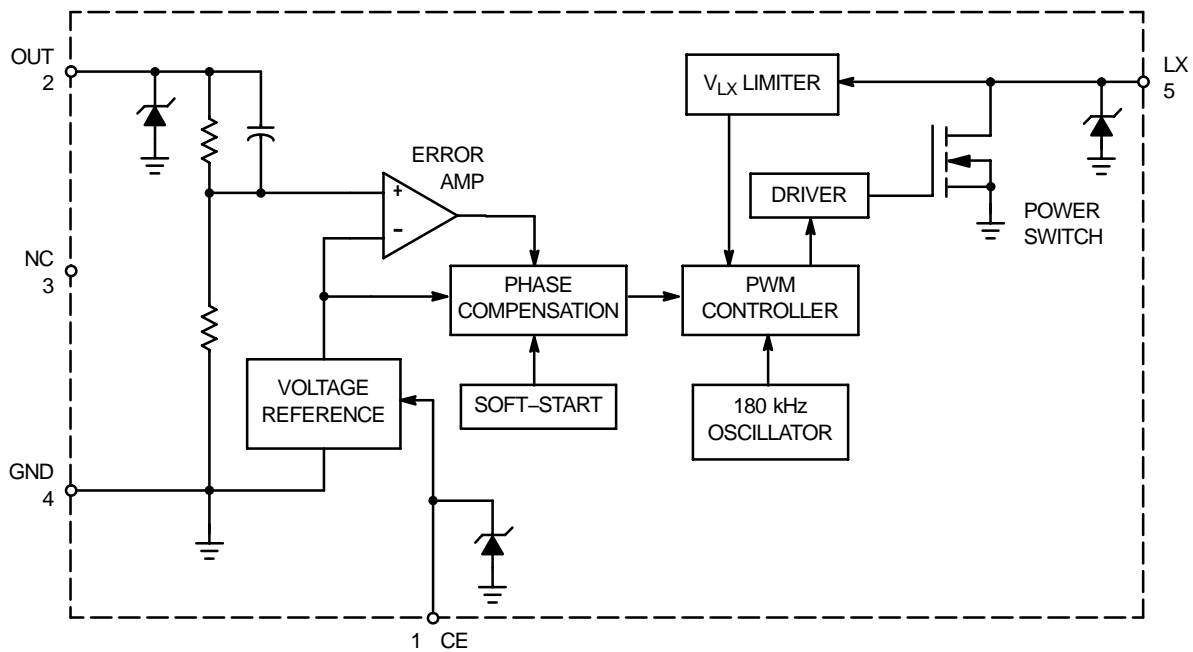 OUT
2
V_LX LIMITER
LX
5
ERROR
AMP
+
–
DRIVER
POWER
SWITCH
NC
3
PHASE
COMPENSATION
PWM
CONTROLLER
VOLTAGE
REFERENCE
SOFT–START
180 kHz
OSCILLATOR
GND
4
1 CE